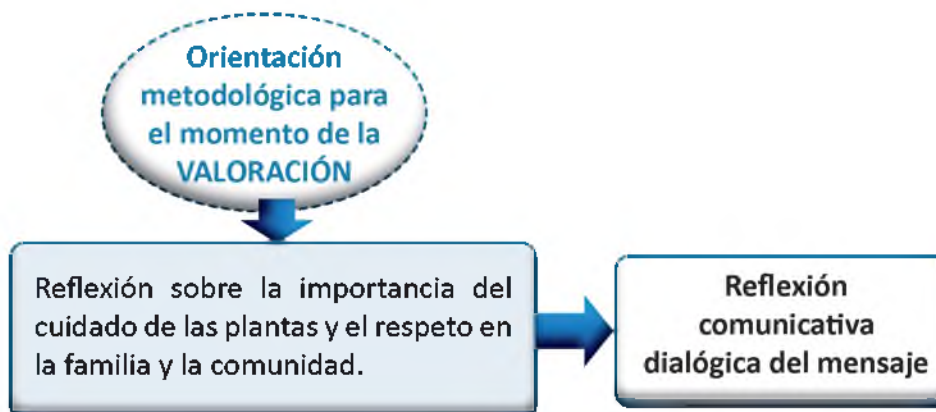 Orientación
metodológica para
el momento de la
VALORACIÓN
Reflexión sobre la importancia del
cuidado de las plantas y el respeto en
la familia y la comunidad.
Reflexión
comunicativa
dialógica del mensaje